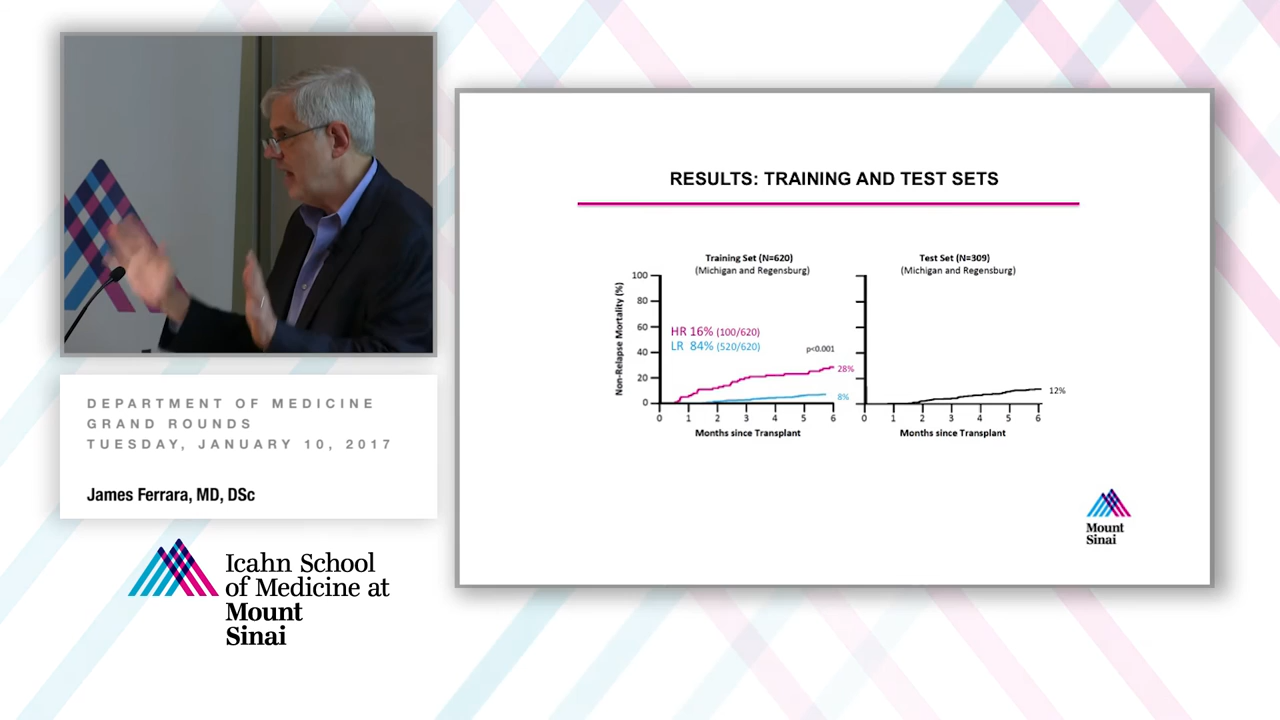 DEPARTMENT OF MEDICINE
GRAND ROUNDS
TUESDAY, JANUARY 10, 2017
James Ferrara, MD, DSc
Icahn School
of Medicine at
Mount
Sinai
RESULTS: TRAINING AND TEST SETS
Training Set (N=620)
(Michigan and Regensburg)
Non-Relapse Mortality (%)
100
80
60
40
20
0
HR 16% (100/620)
LR 84% (520/620)
p<0.001
28%
8%
0 1 2 3 4 5 6
Months since Transplant
Test Set (N=309)
(Michigan and Regensburg)
12%
0 1 2 3 4 5 6
Months since Transplant
Mount
Sinai